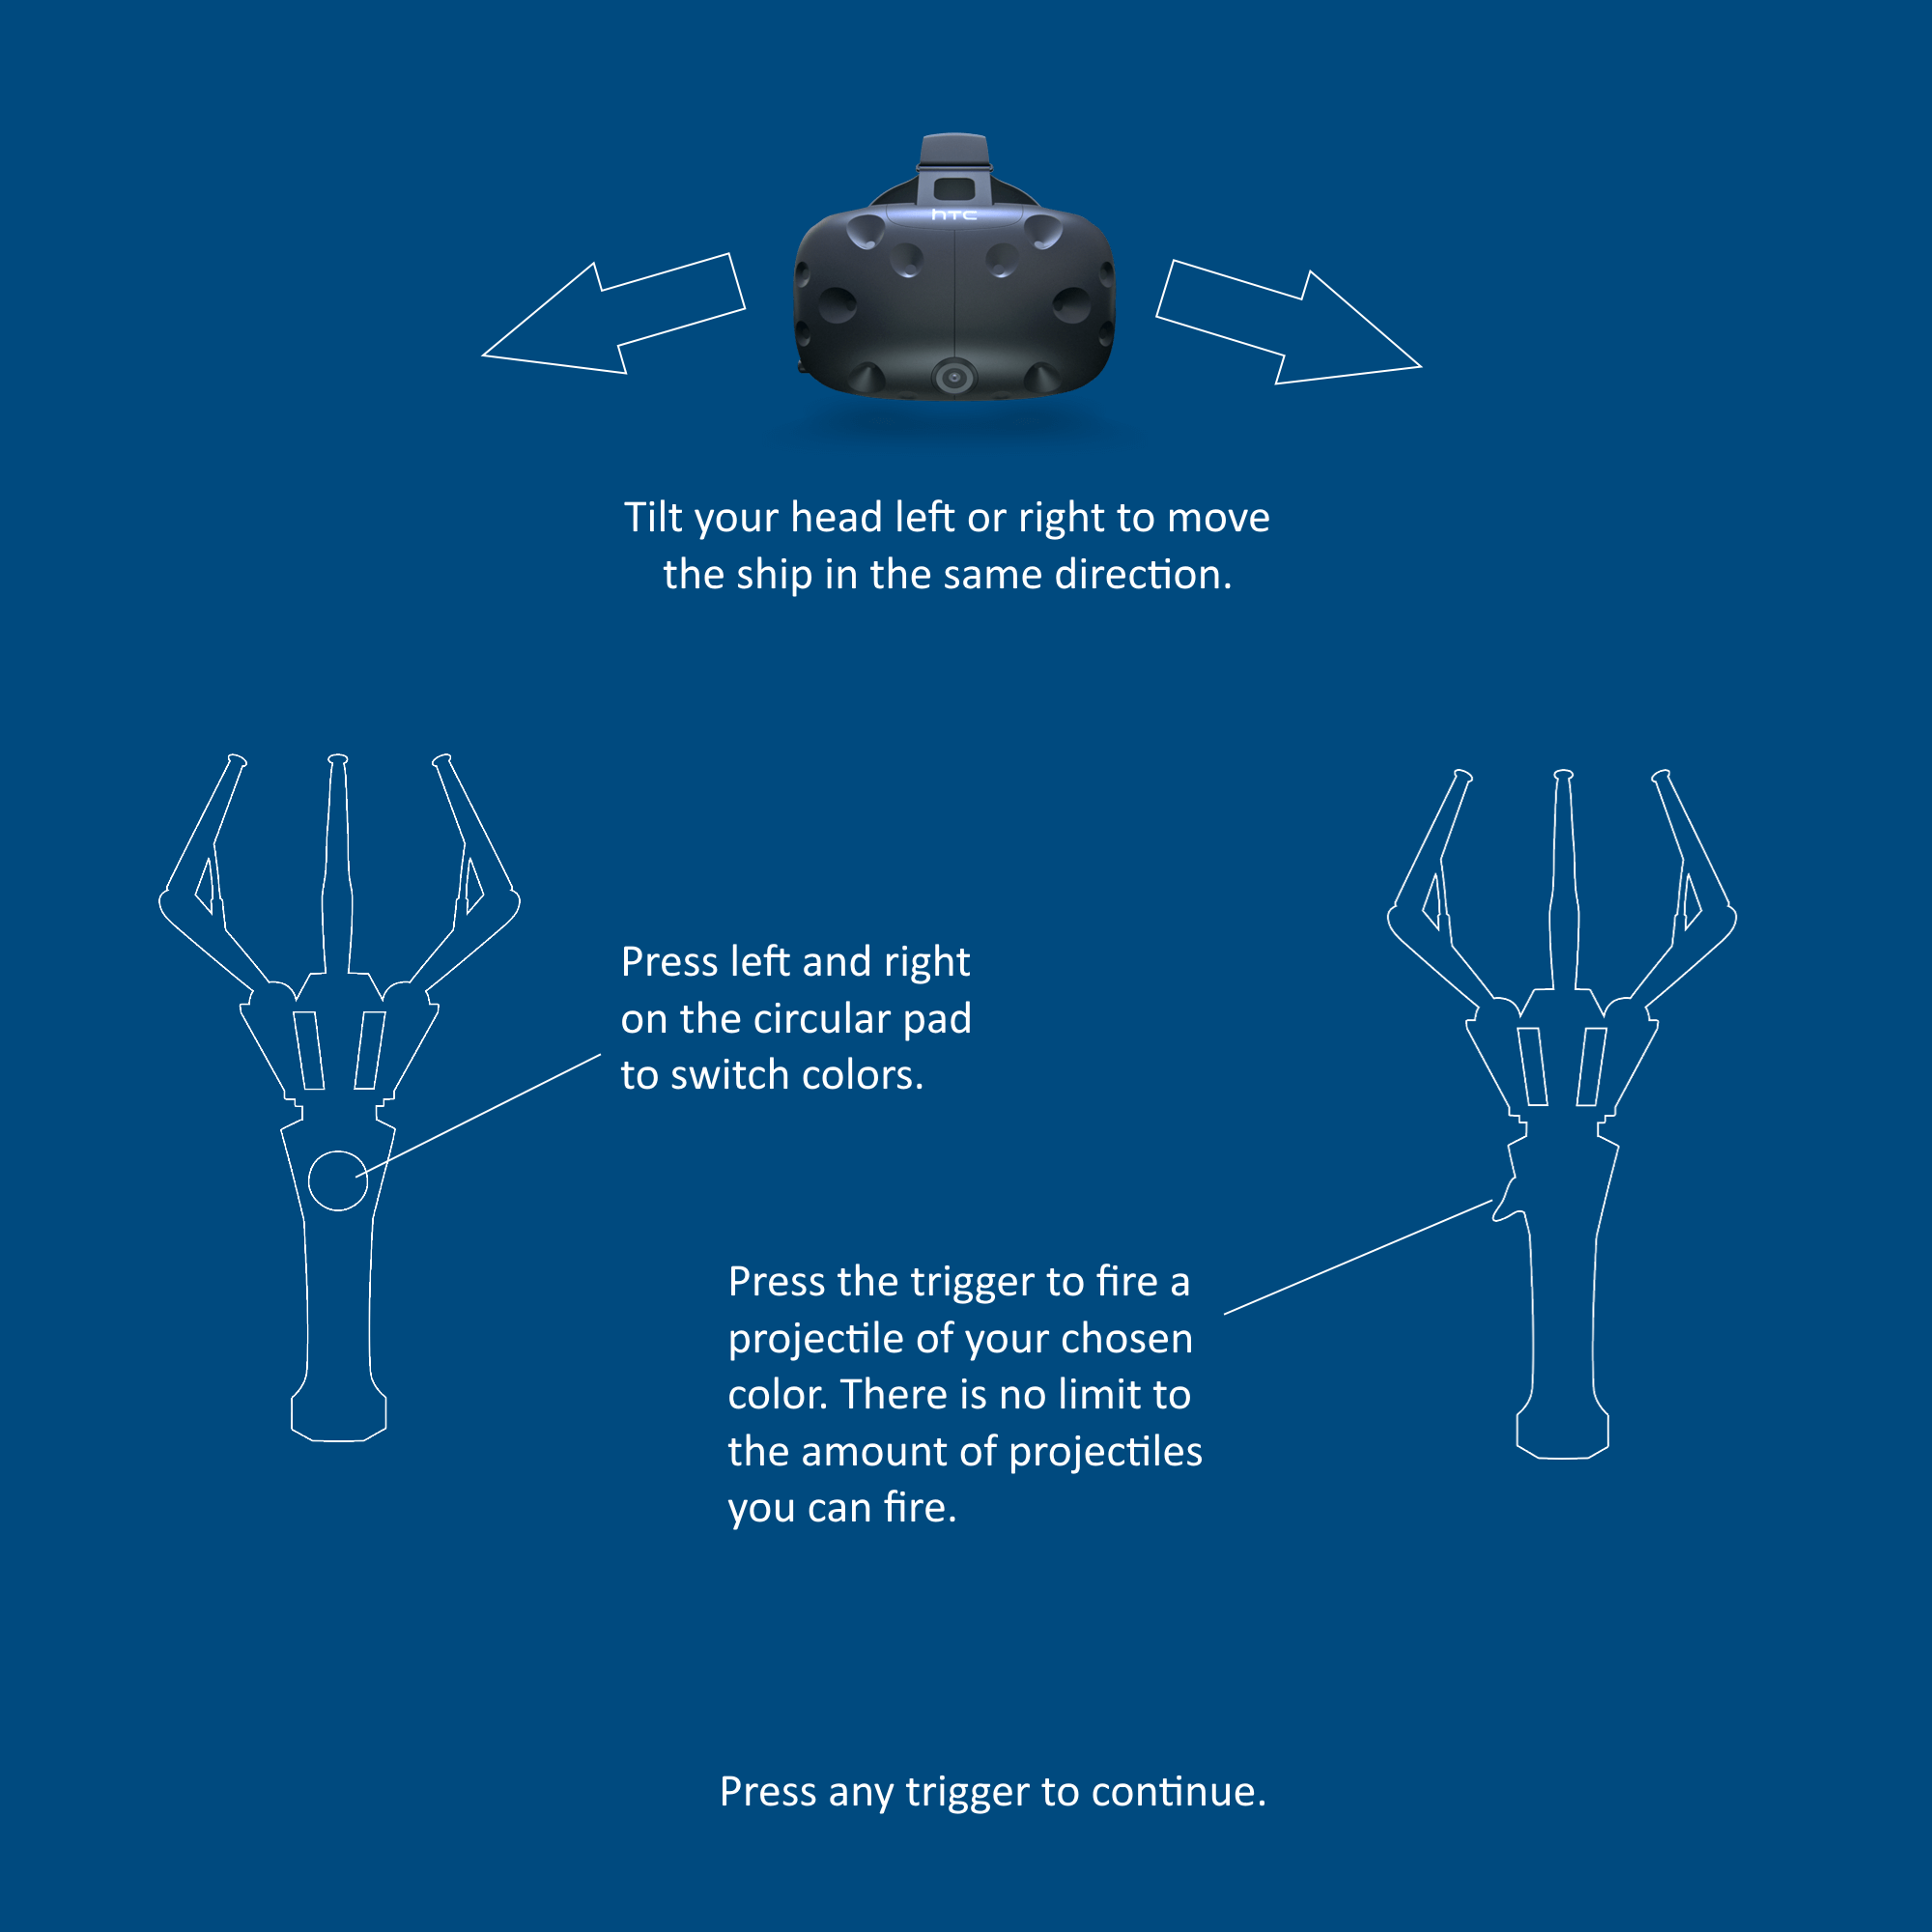 hTC
Tilt your head left or right to move
the ship in the same direction.
Press left and right
on the circular pad
to switch colors.
Press the trigger to fire a
projectile of your chosen
color. There is no limit to
the amount of projectiles
you can fire.
Press any trigger to continue.